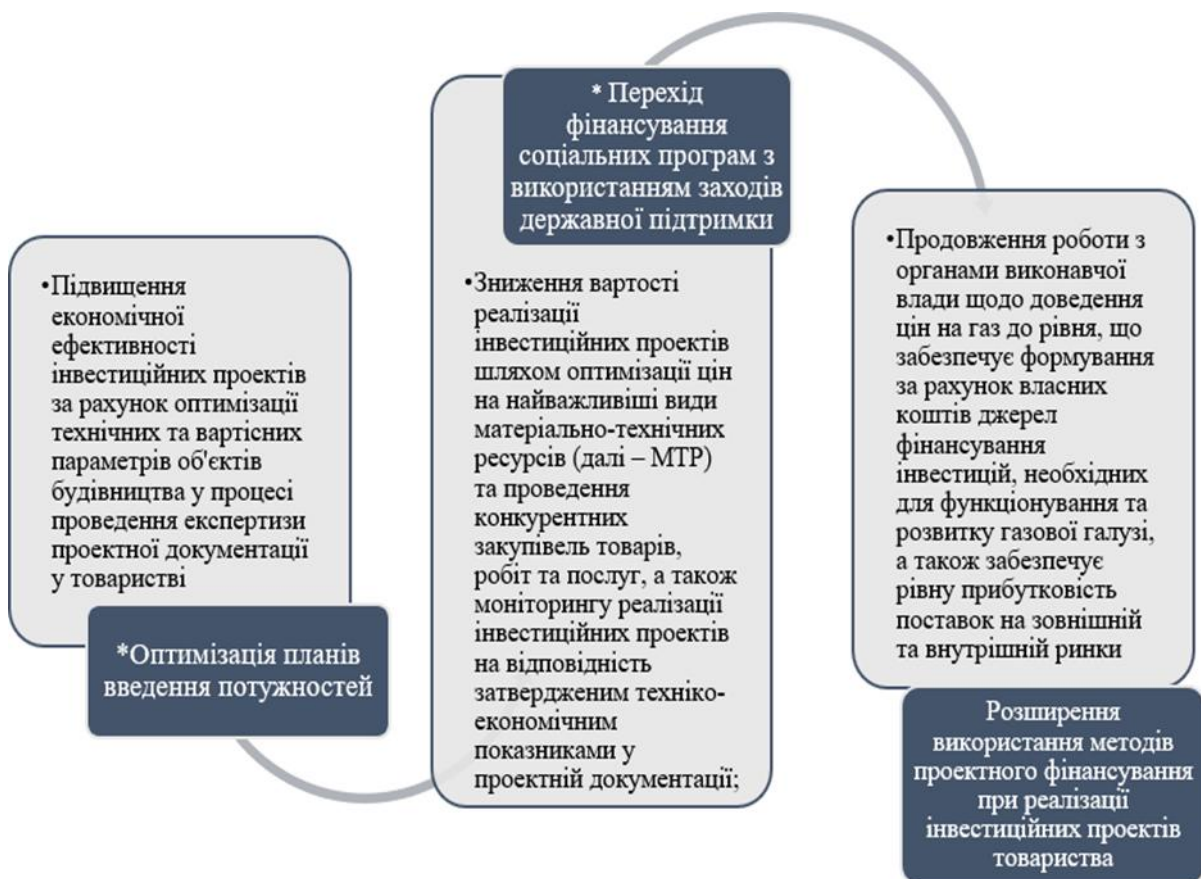 •Підвищення
економічної
ефективності
інвестиційних проектів
за рахунок оптимізації
технічних та вартісних
параметрів об'єктів
будівництва у процесі
проведення експертизи
проектної документації
у товаристві
*Оптимізація планів
введення потужностей
* Перехід
фінансування
соціальних програм з
використанням заходів
державної підтримки
•Зниження вартості
реалізації
інвестиційних проектів
шляхом оптимізації цін
на найважливіші види
матеріально-технічних
ресурсів (далі – МТР)
та проведення
конкурентних
закупівель товарів,
робіт та послуг, а також
моніторингу реалізації
інвестиційних проектів
на відповідність
затвердженим техніко-
економічним
показниками у
проектній документації;
•Продовження роботи з
органами виконавчої
влади щодо доведення
цін на газ до рівня, що
забезпечує формування
за рахунок власних
коштів джерел
фінансування
інвестицій, необхідних
для функціонування та
розвитку газової галузі,
а також забезпечує
рівну прибутковість
поставок на зовнішній
та внутрішній ринки
Розширення
використання методів
проектного фінансування
при реалізації
інвестиційних проектів
товариства